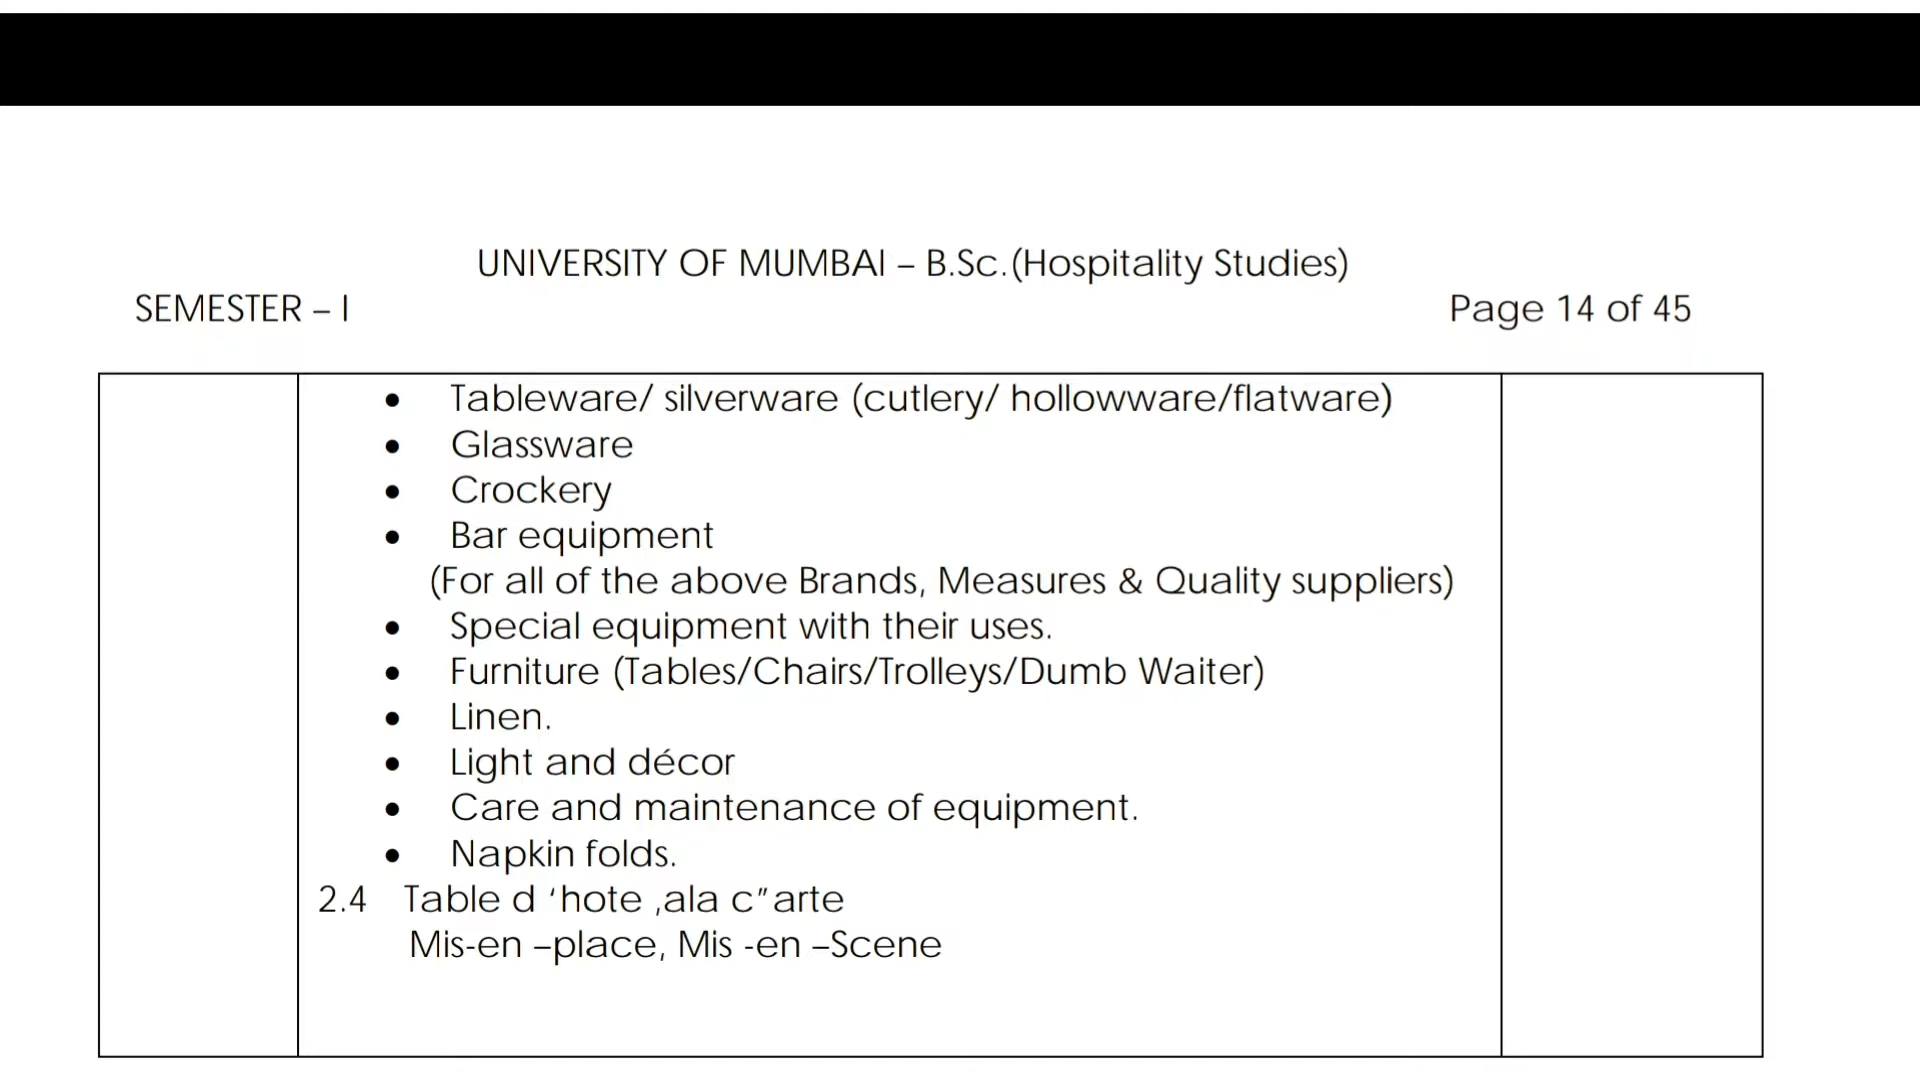 UNIVERSITY OF MUMBAI – B.Sc.(Hospitality Studies)
SEMESTER – I Page 14 of 45
• Tableware/ silverware (cutlery/ hollowware/flatware)
• Glassware
• Crockery
• Bar equipment
(For all of the above Brands, Measures & Quality suppliers)
• Special equipment with their uses.
• Furniture (Tables/Chairs/Trolleys/Dumb Waiter)
• Linen.
• Light and décor
• Care and maintenance of equipment.
• Napkin folds.
2.4 Table d ‘hote ,ala c”arte
Mis-en –place, Mis -en –Scene